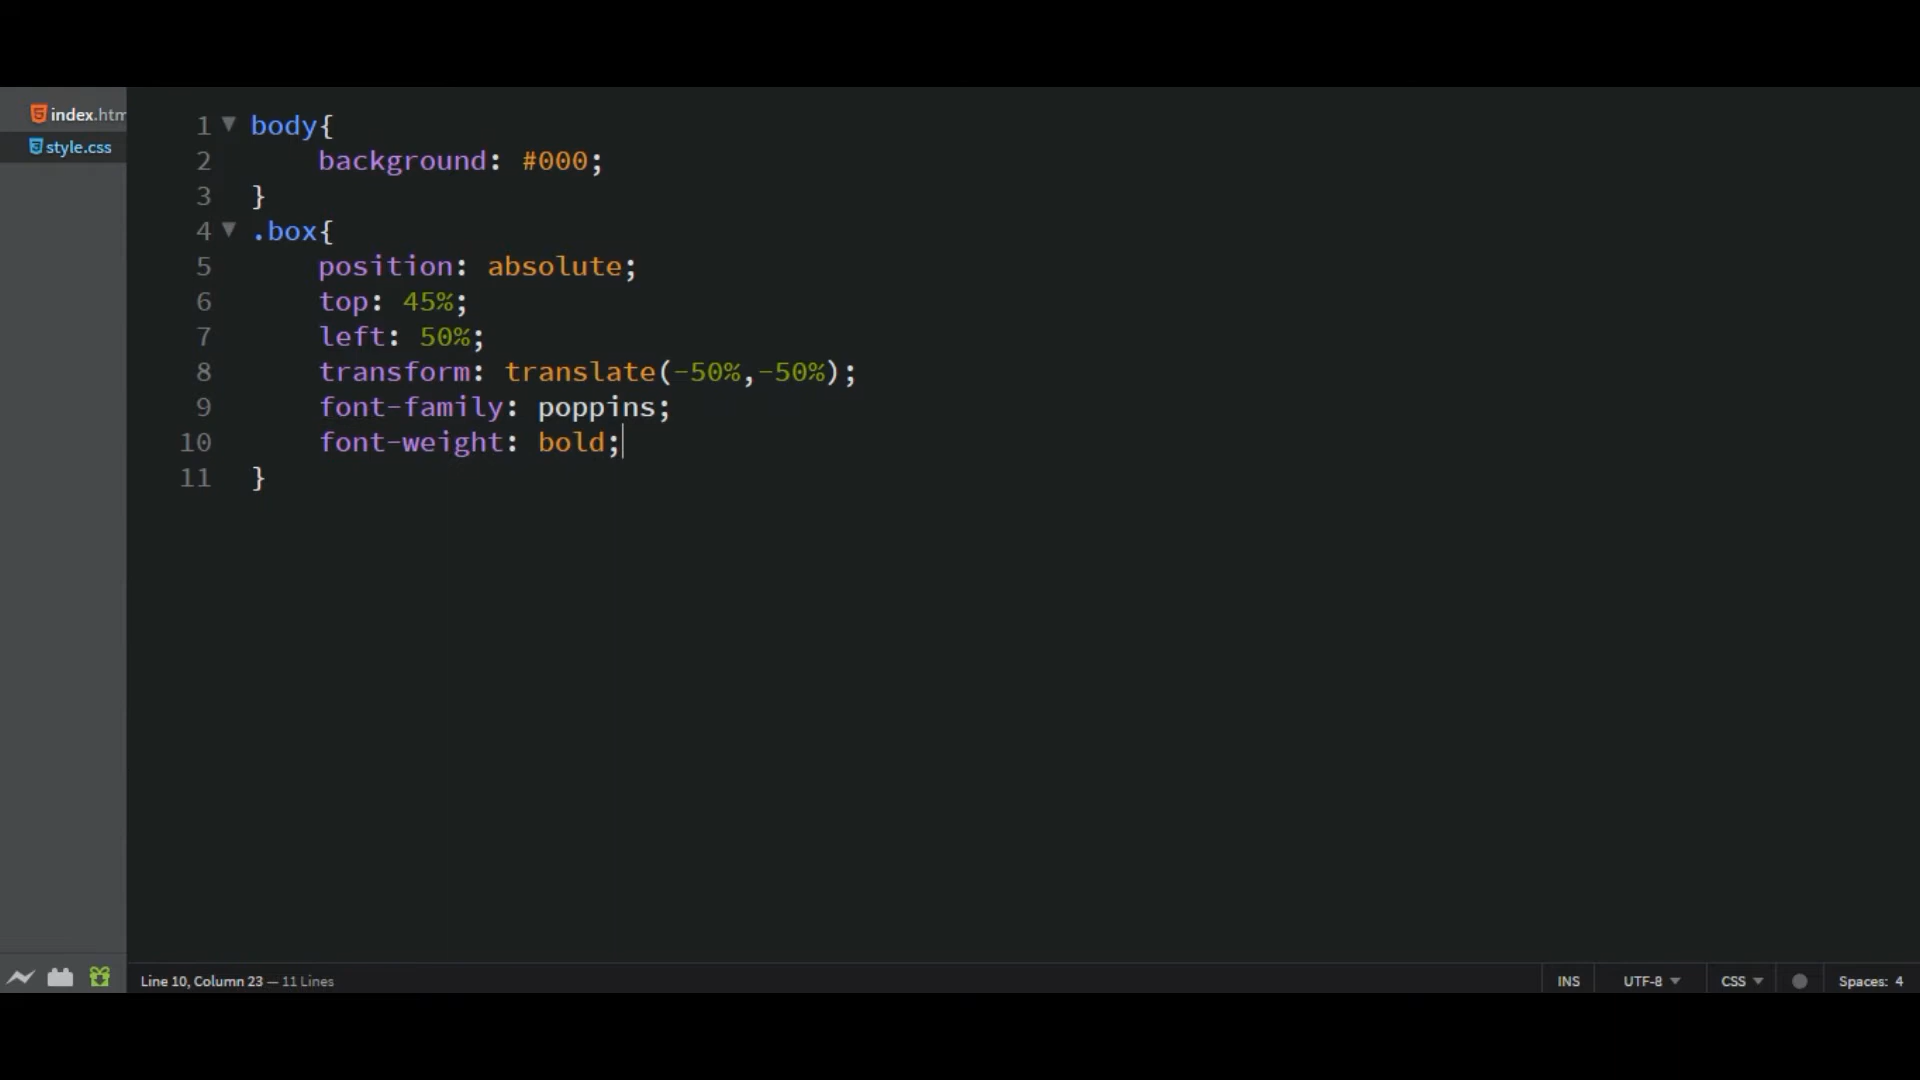 index.htm
style.css
1 body{
2 background: #000;
3 }
4 .box{
5 position: absolute;
6 top: 45%;
7 left: 50%;
8 transform: translate(-50%,-50%);
9 font-family: poppins;
10 font-weight: bold;
11 }
Line 10, Column 23 — 11 Lines INS UTF-8 CSS Spaces: 4